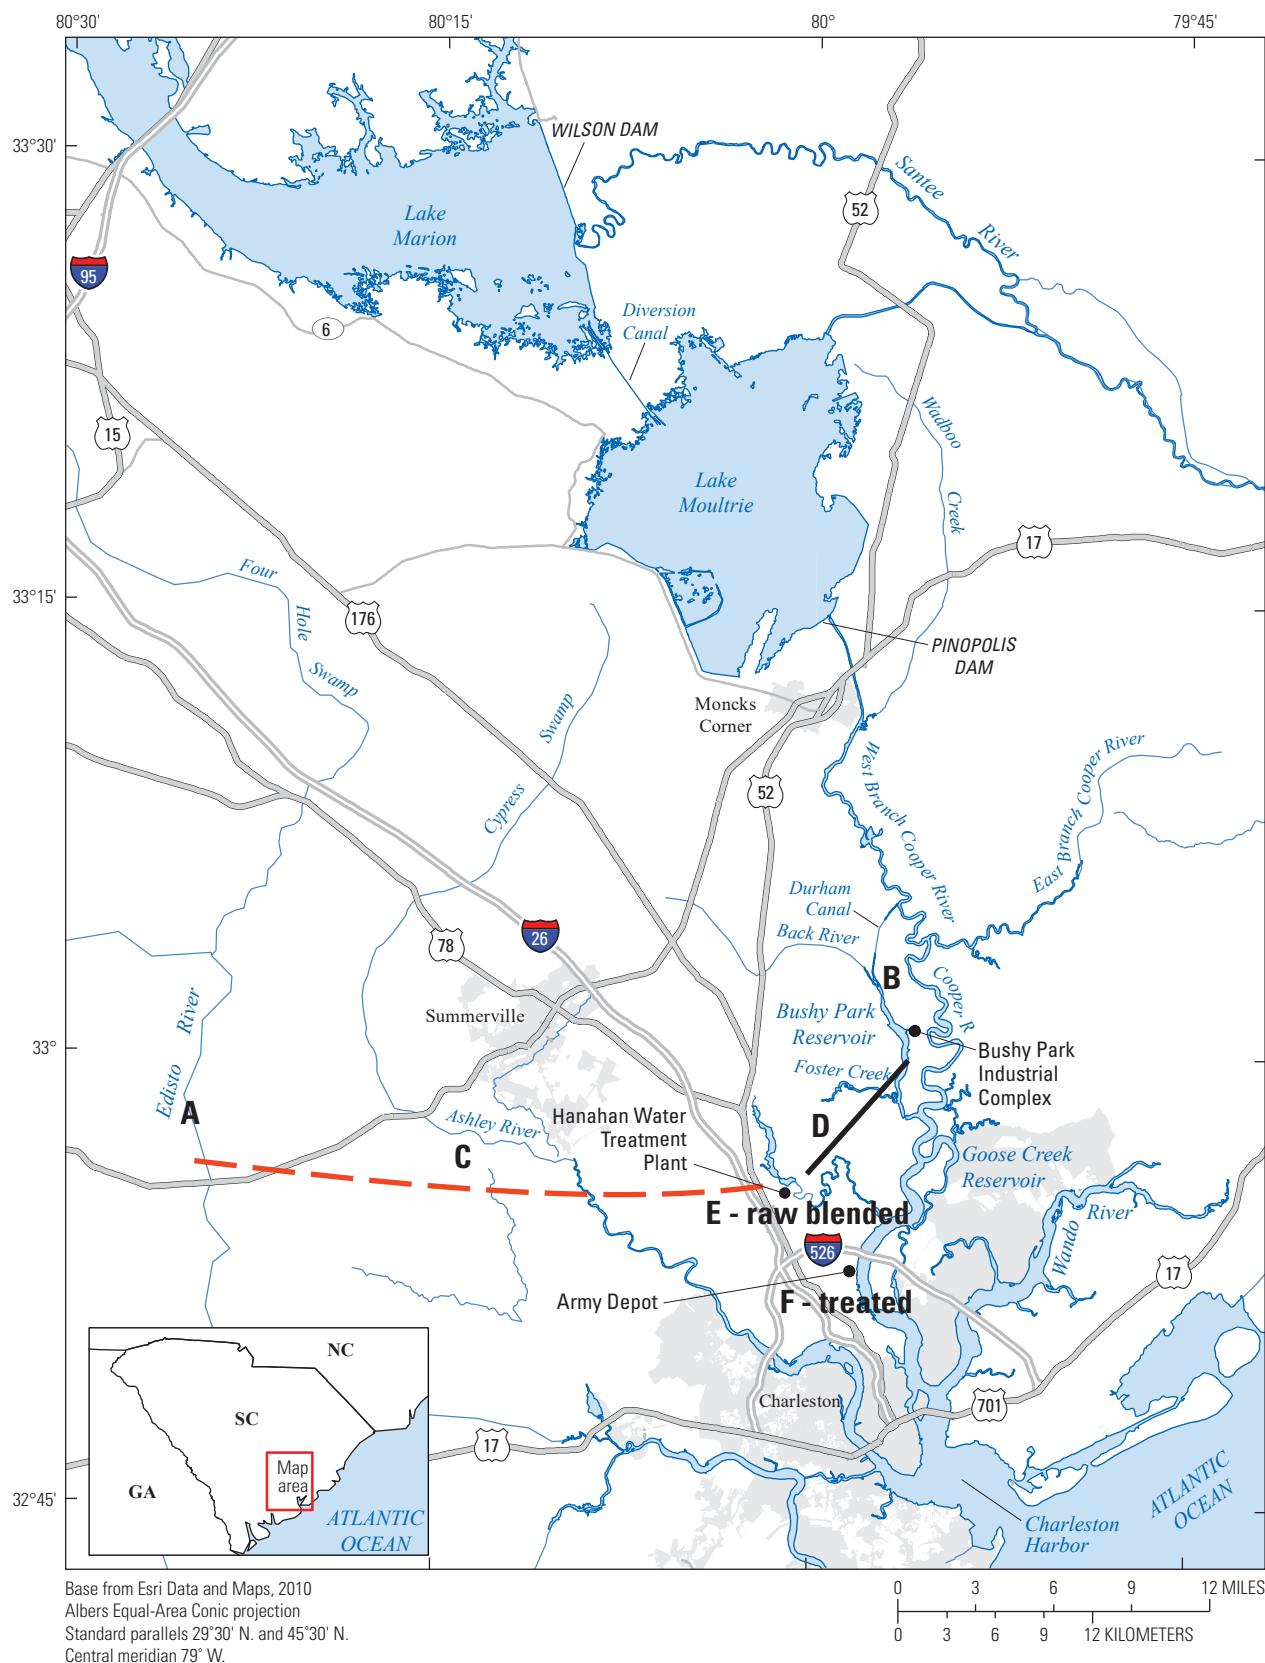 80°30'
80°15'
80°
79°45'
33°30'
WILSON DAM
Santee
River
52
Lake
Marion
95
Diversion
Canal
6
Wadboo
Creek
15
Lake
Moultrie
17
Four
Hole
Swamp
33°15'
176
PINOPOLIS
DAM
Moncks
Corner
Swamp
Cypress
52
West Branch Cooper River
East Branch Cooper River
Durham
Canal
Back River
78
26
B
Cooper R
Summerville
Edisto River
Bushy Park
Reservoir
33°
Bushy Park
Industrial
Complex
Foster Creek
A
Ashley River
Hanahan Water
Treatment
Plant
D
C
Goose Creek
Reservoir
E - raw blended
River
Wando
526
17
Army Depot
F - treated
NC
SC
GA
Map
area
ATLANTIC
OCEAN
Charleston
701
17
32°45'
ATLANTIC
OCEAN
Charleston
Harbor
Base from Esri Data and Maps, 2010
Albers Equal-Area Conic projection
Standard parallels 29°30' N. and 45°30' N.
Central meridian 79° W.
0 3 6 9 12 MILES
0 3 6 9 12 KILOMETERS